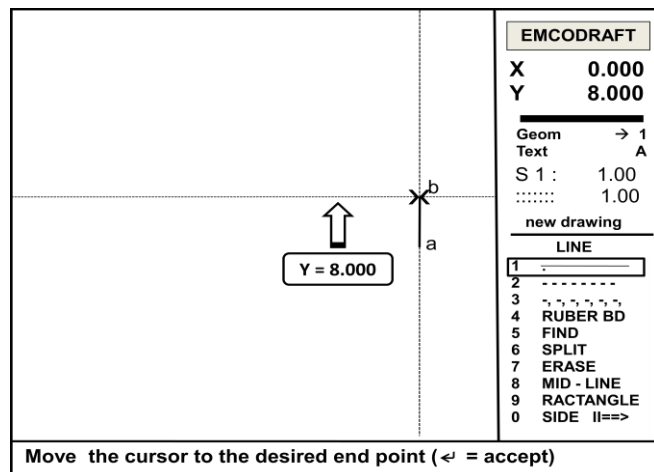 b
a
Y = 8.000
EMCODRAFT
X 0.000
Y 8.000
Geom → 1
Text A
S 1 : 1.00
:::::: 1.00
new drawing
LINE
1
2 - - - - - - - -
3 -, -, -, -, -, -,
4 RUBER BD
5 FIND
6 SPLIT
7 ERASE
8 MID - LINE
9 RACTANGLE
0 SIDE II==>
Move the cursor to the desired end point (↵ = accept)